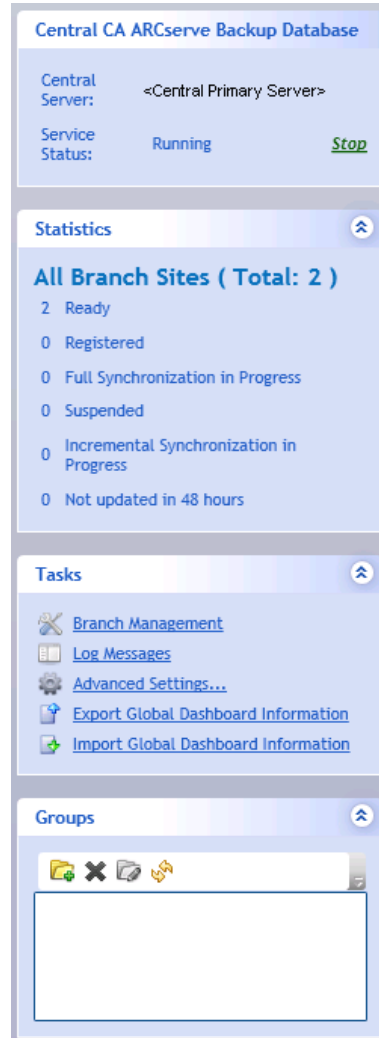 Central CA ARCserve Backup Database
Central
Server:
<Central Primary Server>
Service
Status:
Running
Stop
Statistics
All Branch Sites ( Total: 2 )
2 Ready
0 Registered
0 Full Synchronization in Progress
0 Suspended
0 Incremental Synchronization in
Progress
0 Not updated in 48 hours
Tasks
Branch Management
Log Messages
Advanced Settings...
Export Global Dashboard Information
Import Global Dashboard Information
Groups